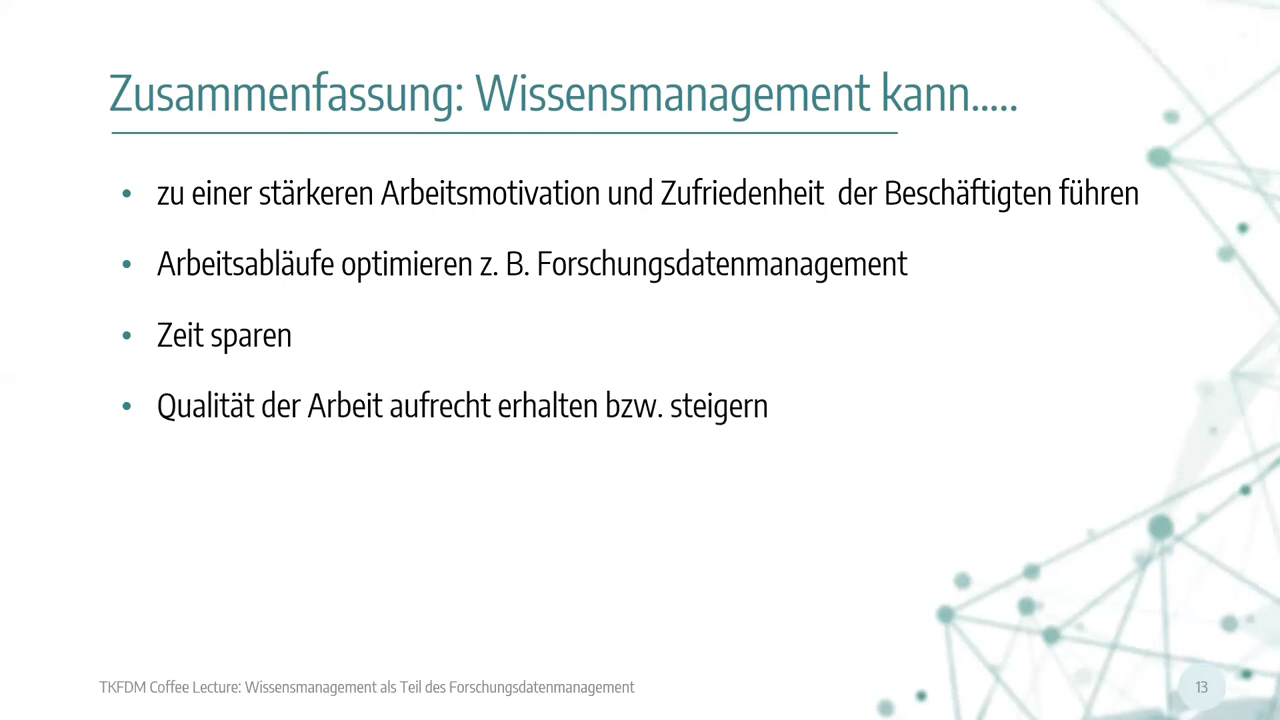 Zusammenfassung: Wissensmanagement kann.....
• zu einer stärkeren Arbeitsmotivation und Zufriedenheit  der Beschäftigten führen
• Arbeitsabläufe optimieren z. B. Forschungsdatenmanagement
• Zeit sparen
• Qualität der Arbeit aufrecht erhalten bzw. steigern
TKFDM Coffee Lecture: Wissensmanagement als Teil des Forschungsdatenmanagement
13